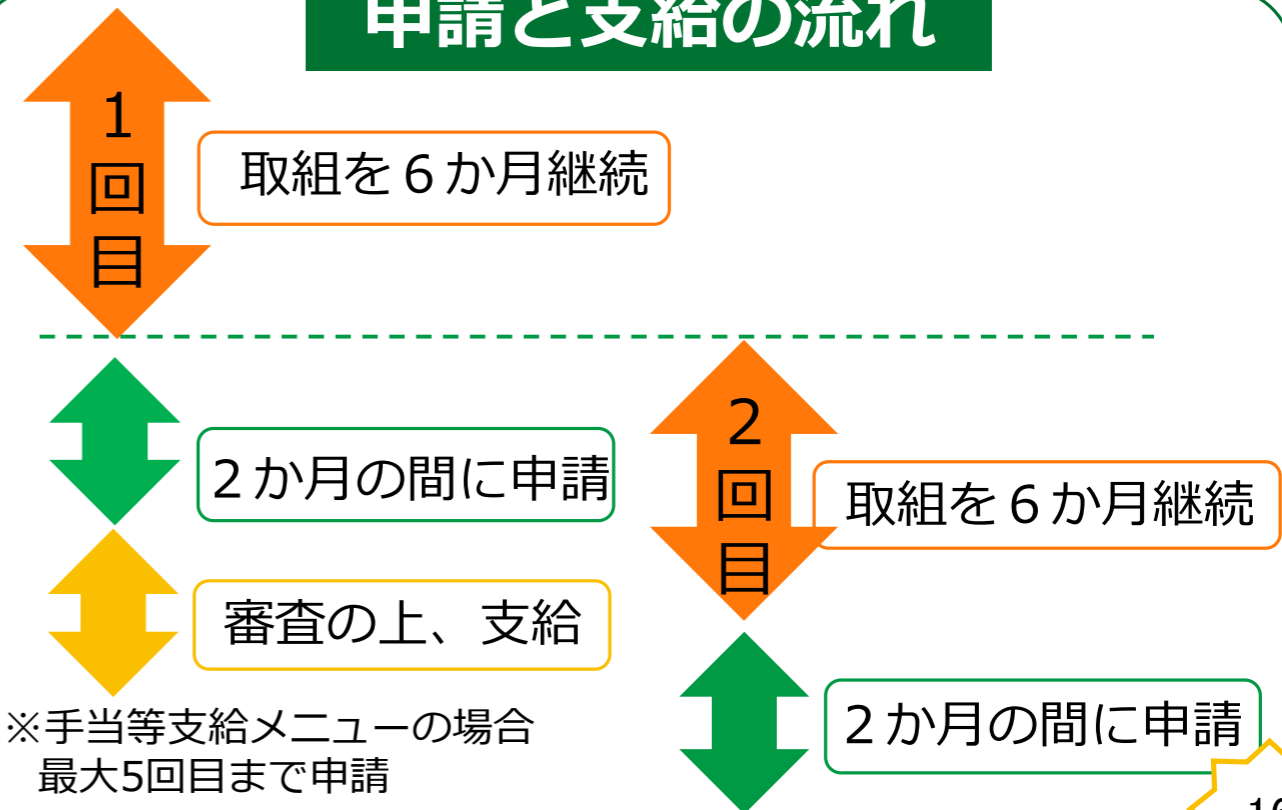 申請と支給の流れ
1回目
取組を６か月継続
２か月の間に申請
審査の上、支給
※手当等支給メニューの場合
最大5回目まで申請
2回目
取組を６か月継続
２か月の間に申請